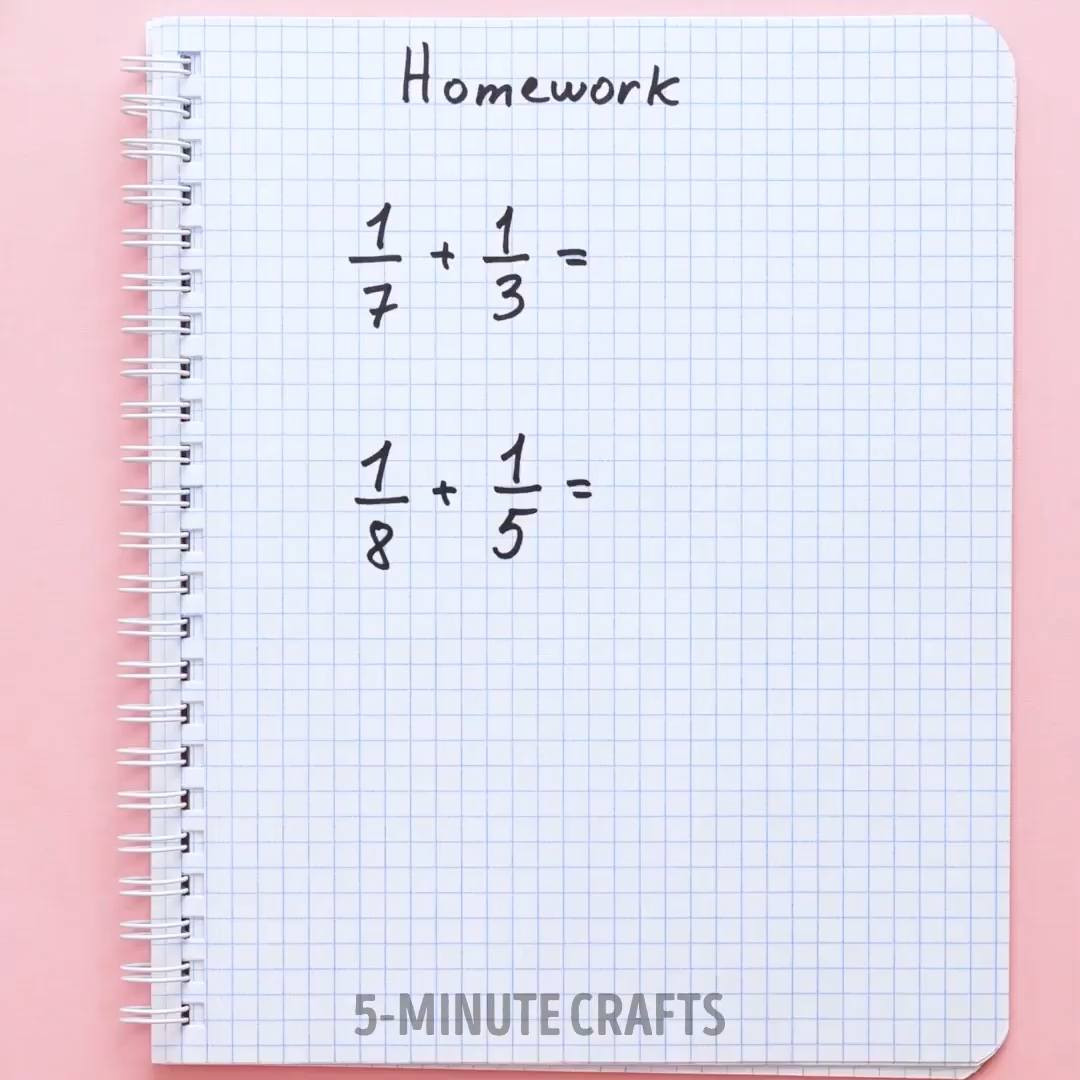 Homework
1/7 + 1/3 =
1/8 + 1/5 =
5-MINUTE CRAFTS